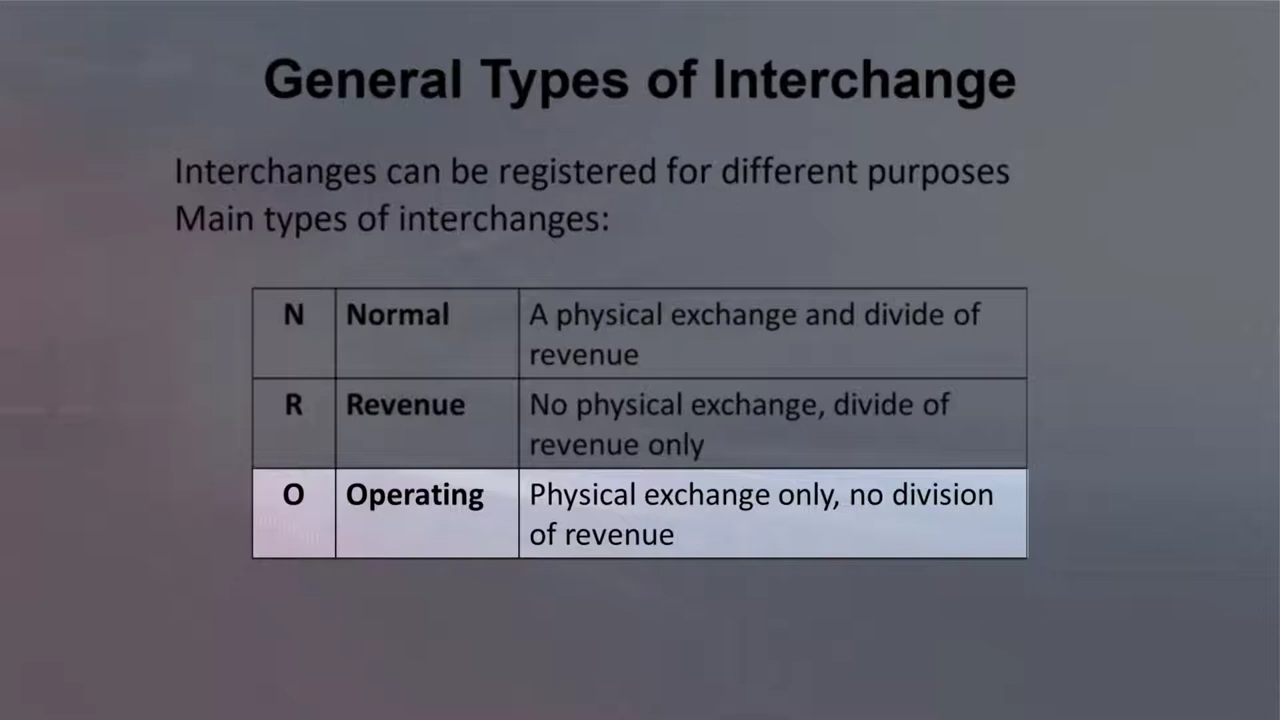 General Types of Interchange
Interchanges can be registered for different purposes
Main types of interchanges:
N Normal A physical exchange and divide of
revenue
R Revenue No physical exchange, divide of
revenue only
O Operating Physical exchange only, no division
of revenue